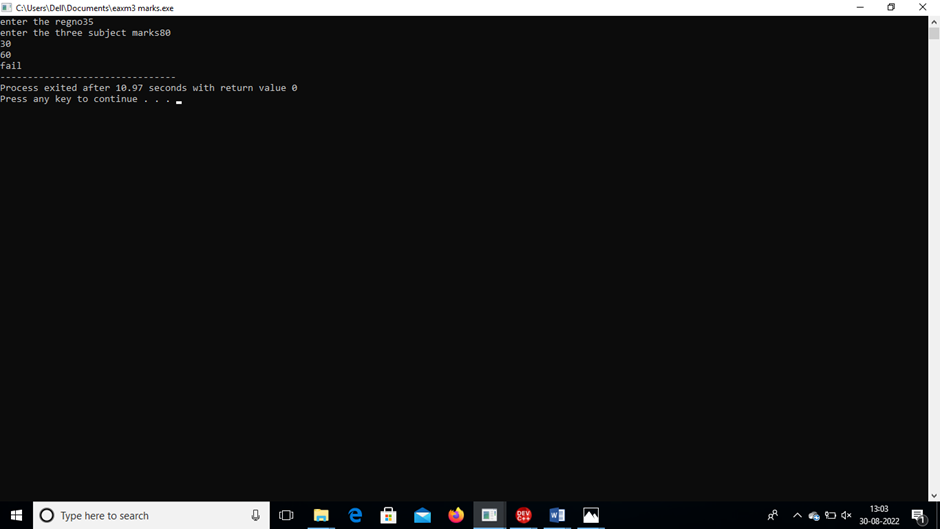 C:\Users\Dell\Documents\eaxm3 marks.exe
enter the regno35
enter the three subject marks80
30
60
fail
--------------------------------
Process exited after 10.97 seconds with return value 0
Press any key to continue . . .
Type here to search
DEV
C++
W
13:03
30-08-2022
1